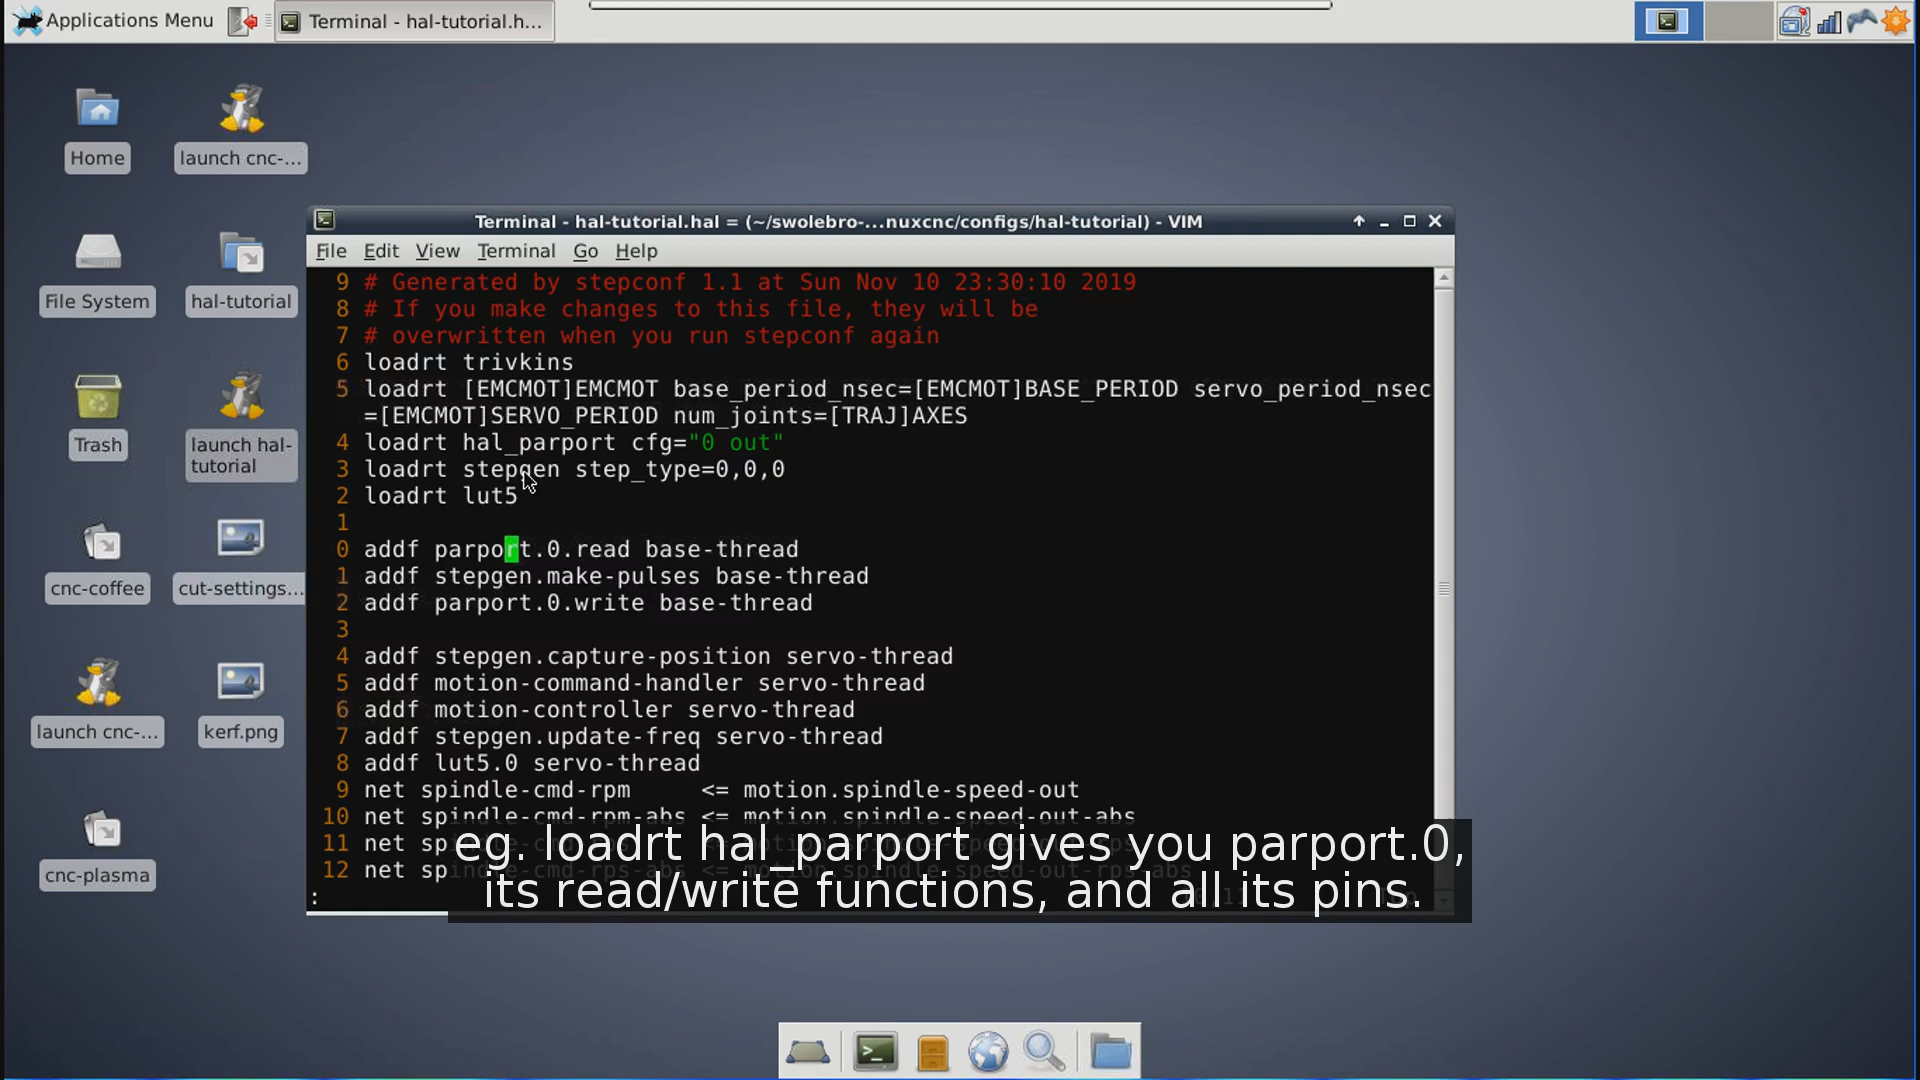 Applications Menu
Terminal - hal-tutorial.h...
Home
launch cnc-...
File System
hal-tutorial
Trash
launch hal-
tutorial
cnc-coffee
cut-settings...
launch cnc-...
kerf.png
cnc-plasma
Terminal - hal-tutorial.hal = (~/swolebro-...nuxcnc/configs/hal-tutorial) - VIM
File Edit View Terminal Go Help
9 # Generated by stepconf 1.1 at Sun Nov 10 23:30:10 2019
8 # If you make changes to this file, they will be
7 # overwritten when you run stepconf again
6 loadrt trivkins
5 loadrt [EMCMOT]EMCMOT base_period_nsec=[EMCMOT]BASE_PERIOD servo_period_nsec
=[EMCMOT]SERVO_PERIOD num_joints=[TRAJ]AXES
4 loadrt hal_parport cfg="0 out"
3 loadrt stepgen step_type=0,0,0
2 loadrt lut5
1
0 addf parport.0.read base-thread
1 addf stepgen.make-pulses base-thread
2 addf parport.0.write base-thread
3
4 addf stepgen.capture-position servo-thread
5 addf motion-command-handler servo-thread
6 addf motion-controller servo-thread
7 addf stepgen.update-freq servo-thread
8 addf lut5.0 servo-thread
9 net spindle-cmd-rpm <= motion.spindle-speed-out
10 net spindle-cmd-rpm-abs <= motion.spindle-speed-out-abs
11 net
12 net
:
eg. loadrt hal_parport gives you parport.0,
its read/write functions, and all its pins.